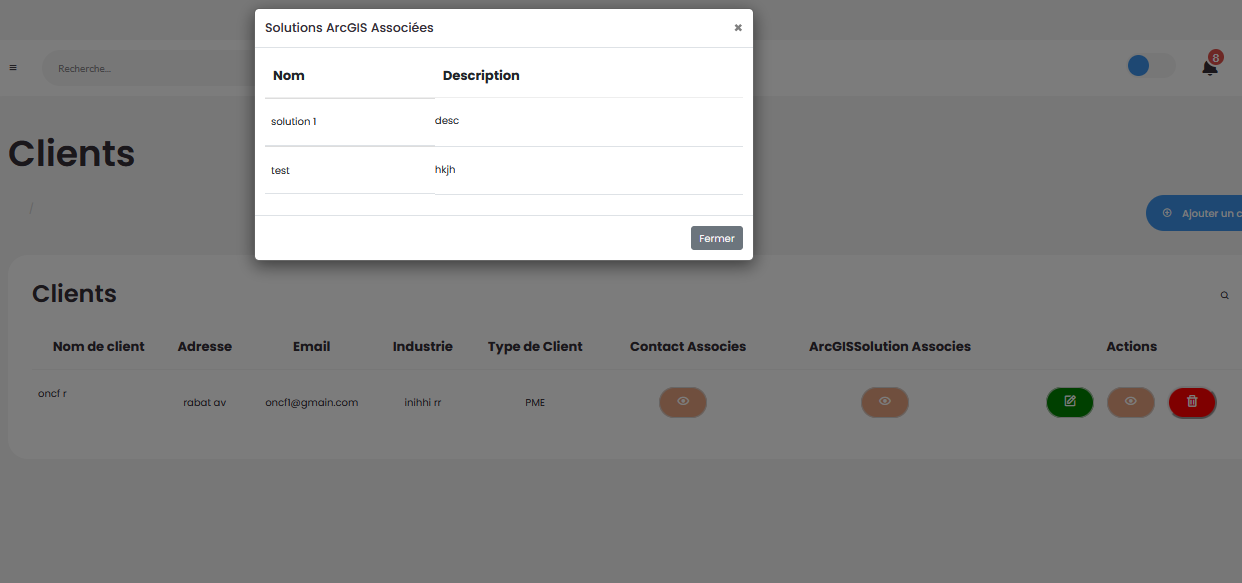 Solutions ArcGIS Associées ×
Nom Description
solution 1 desc
test hkjh
Fermer
Recherche...
8
Clients
/
Ajouter un c
Clients
Nom de client Adresse Email Industrie Type de Client Contact Associes ArcGISSolution Associes Actions
oncf r rabat av oncf1@gmain.com inihhi rr PME